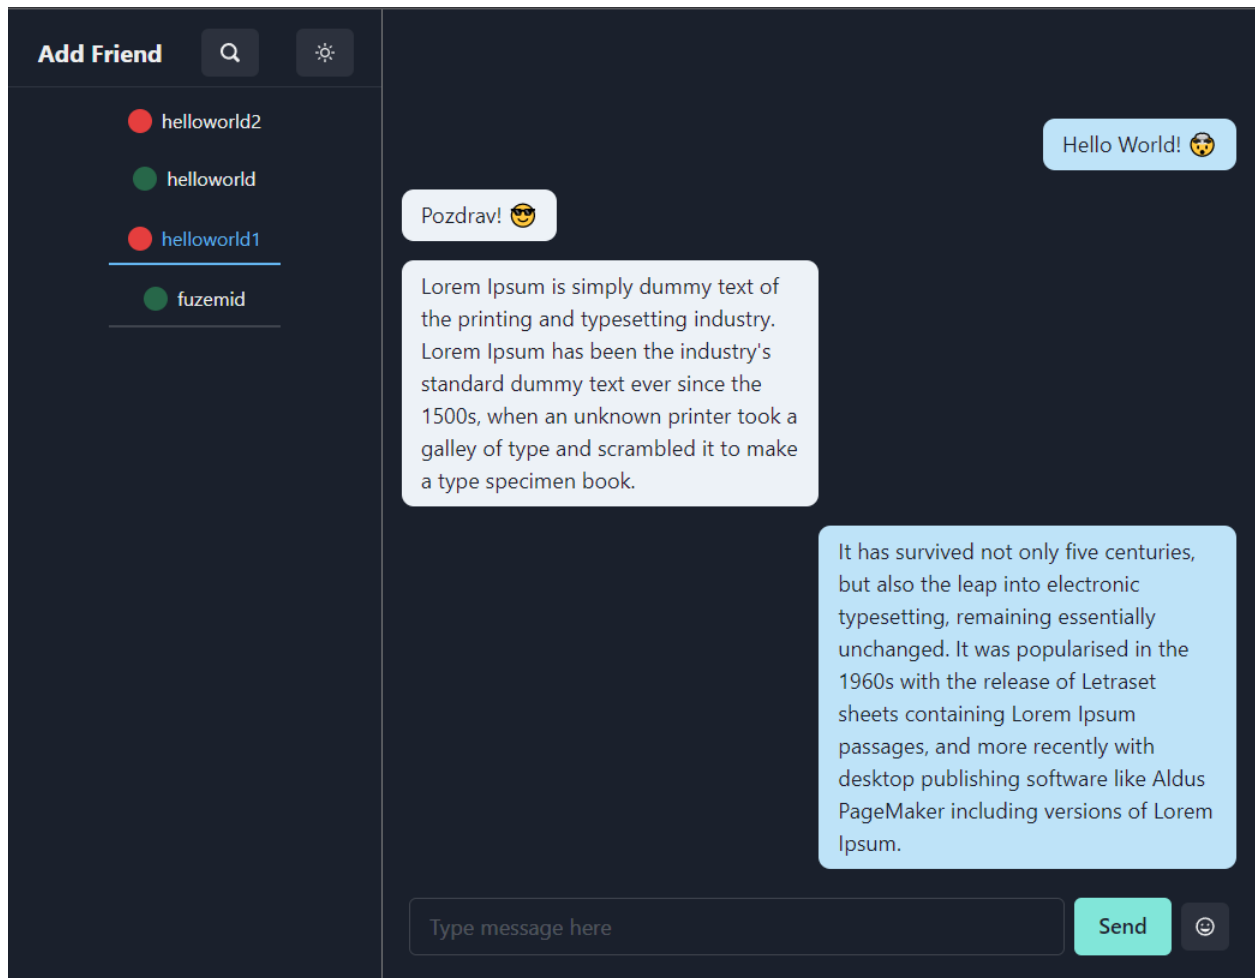 Add Friend
helloworld2
helloworld
helloworld1
fuzemid
Hello World! 🤯
Pozdrav! 😎
Lorem Ipsum is simply dummy text of
the printing and typesetting industry.
Lorem Ipsum has been the industry's
standard dummy text ever since the
1500s, when an unknown printer took a
galley of type and scrambled it to make
a type specimen book.
It has survived not only five centuries,
but also the leap into electronic
typesetting, remaining essentially
unchanged. It was popularised in the
1960s with the release of Letraset
sheets containing Lorem Ipsum
passages, and more recently with
desktop publishing software like Aldus
PageMaker including versions of Lorem
Ipsum.
Type message here
Send